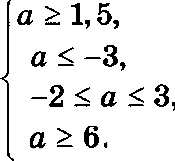 a ≥ 1,5,
a ≤ −3,
−2 ≤ a ≤ 3,
a ≥ 6.